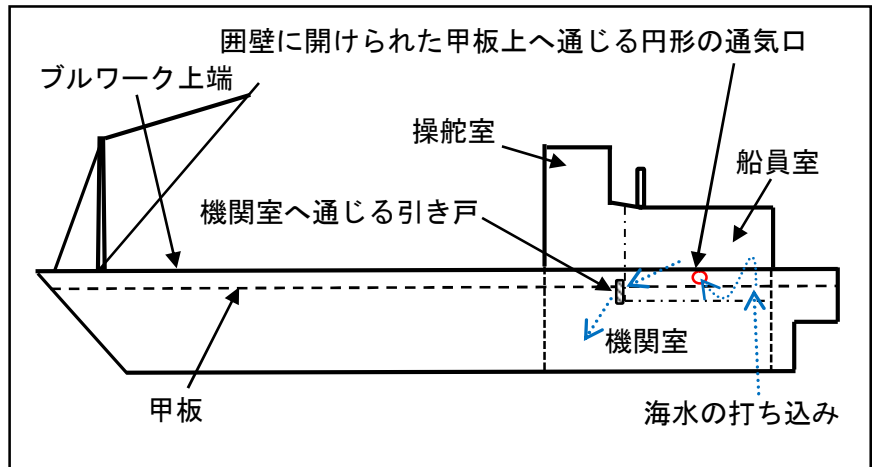 囲壁に開けられた甲板上へ通じる円形の通気口
ブルワーク上端
操舵室
船員室
機関室へ通じる引き戸
機関室
甲板
海水の打ち込み